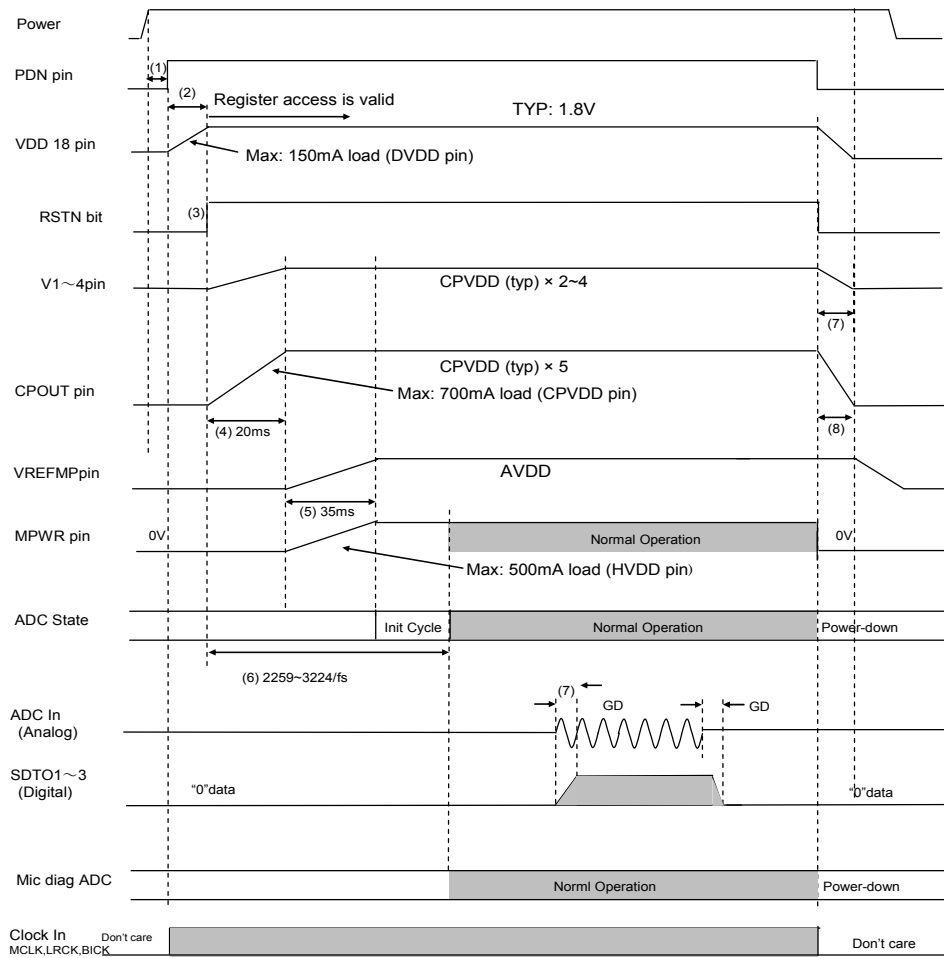 Power
(1)
PDN pin
(2)
Register access is valid
TYP: 1.8V
VDD 18 pin
Max: 150mA load (DVDD pin)
RSTN bit
(3)
V1～4pin
CPVDD (typ) × 2~4
(7)
CPOUT pin
CPVDD (typ) × 5
Max: 700mA load (CPVDD pin)
(4) 20ms
(8)
VREFMPpin
AVDD
(5) 35ms
MPWR pin
0V
Normal Operation
0V
Max: 500mA load (HVDD pin)
ADC State
Init Cycle
Normal Operation
Power-down
(6) 2259~3224/fs
ADC In
(Analog)
(7)
GD
GD
SDTO1～3
(Digital)
“0”data
“0”data
Mic diag ADC
Norml Operation
Power-down
Clock In
MCLK,LRCK,BICK
Don't care
Don't care